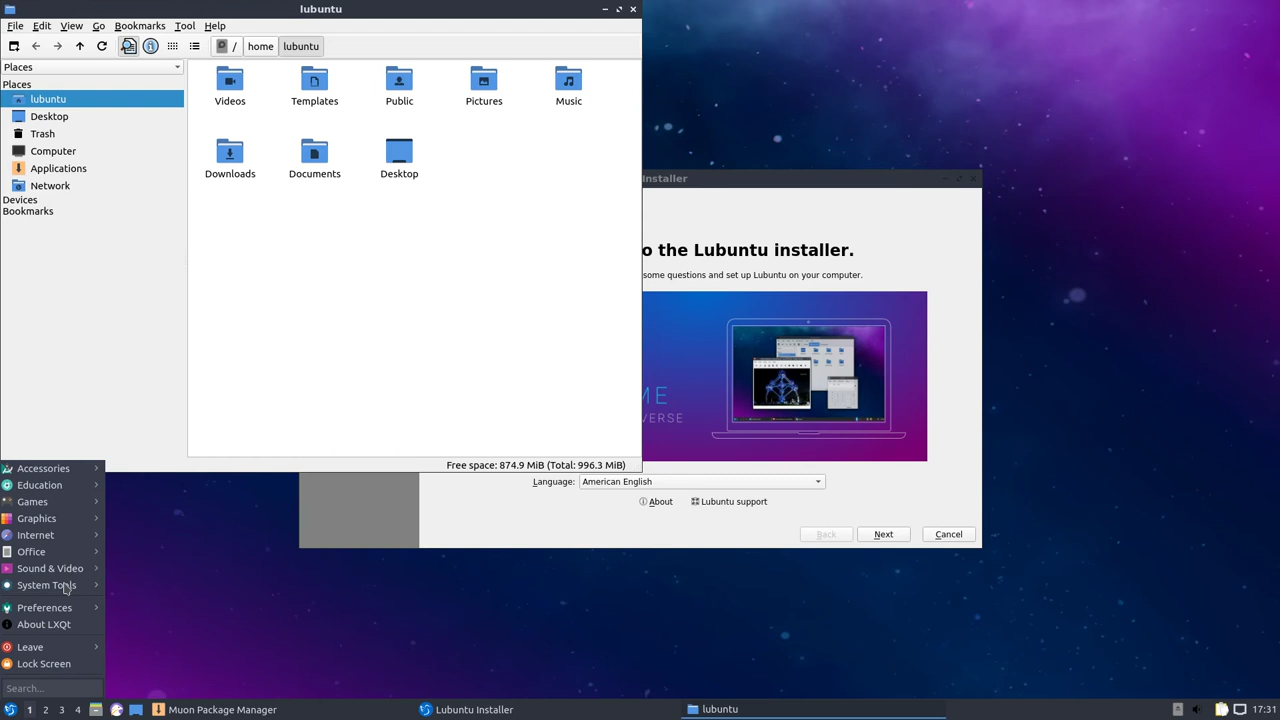 lubuntu
File Edit View Go Bookmarks Tool Help
/ home lubuntu
Places
Places
lubuntu
Desktop
Trash
Computer
Applications
Network
Devices
Bookmarks
Videos Templates Public Pictures Music
Downloads Documents Desktop
Free space: 874.9 MiB (Total: 996.3 MiB)
Installer
o the Lubuntu installer.
some questions and set up Lubuntu on your computer.
ME
VERSE
Language: American English
About Lubuntu support
Back Next Cancel
Accessories
Education
Games
Graphics
Internet
Office
Sound & Video
System Tools
Preferences
About LXQt
Leave
Lock Screen
Search...
1 2 3 4 Muon Package Manager Lubuntu Installer lubuntu 17:31